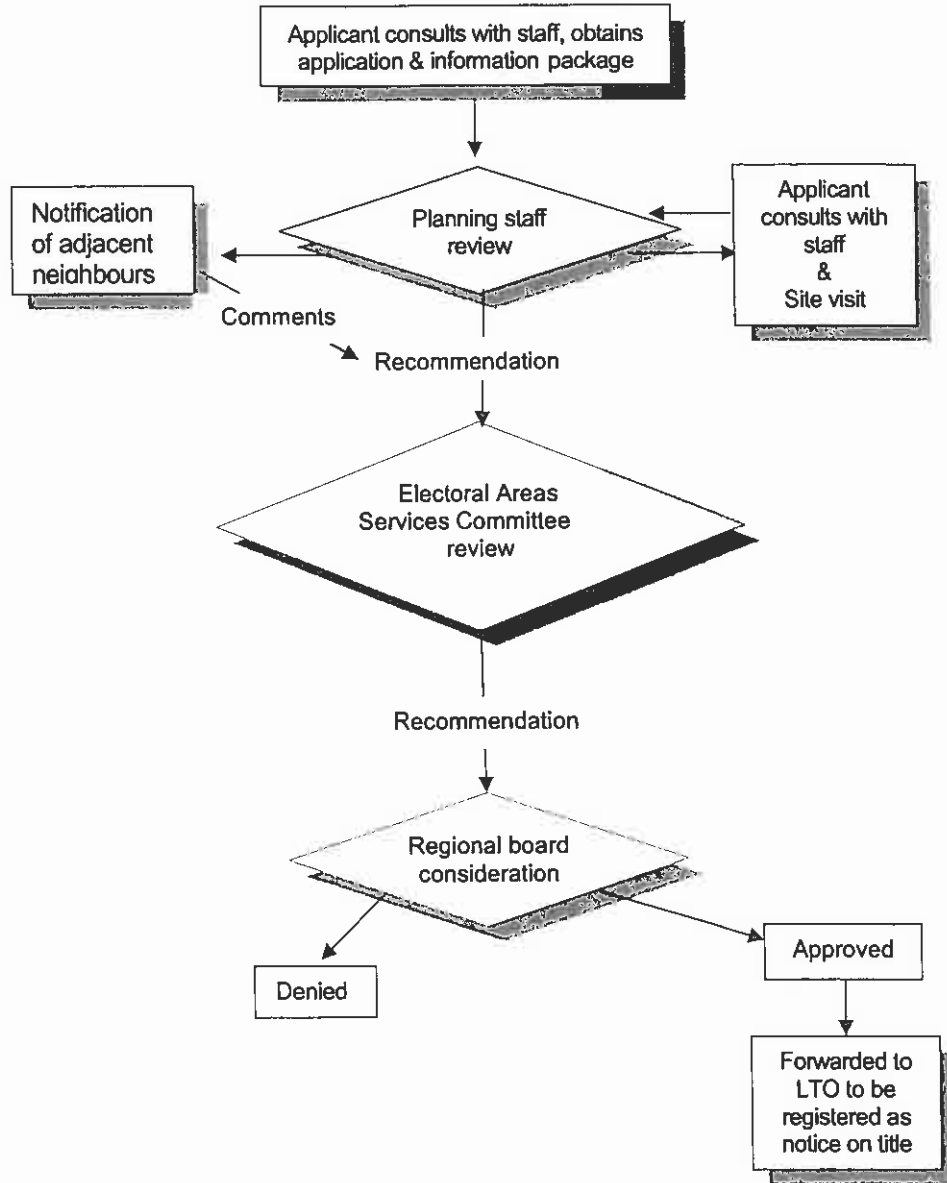 Applicant consults with staff, obtains
application & information package
Planning staff
review
Notification
of adjacent
neighbours
Applicant
consults with
staff
&
Site visit
Comments
Recommendation
Electoral Areas
Services Committee
review
Recommendation
Regional board
consideration
Denied
Approved
Forwarded to
LTO to be
registered as
notice on title